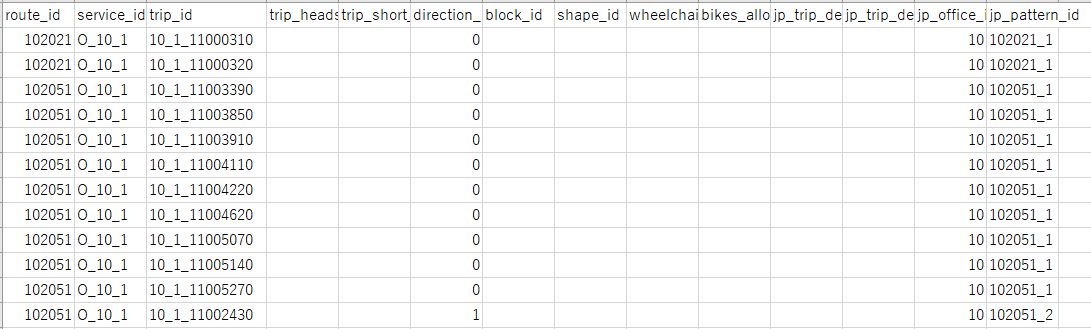 route_id service_id trip_id trip_heads trip_short_ direction_ block_id shape_id wheelchai bikes_allo jp_trip_de jp_trip_de jp_office_i jp_pattern_id
102021 O_10_1 10_1_11000310 0 10 102021_1
102021 O_10_1 10_1_11000320 0 10 102021_1
102051 O_10_1 10_1_11003390 0 10 102051_1
102051 O_10_1 10_1_11003850 0 10 102051_1
102051 O_10_1 10_1_11003910 0 10 102051_1
102051 O_10_1 10_1_11004110 0 10 102051_1
102051 O_10_1 10_1_11004220 0 10 102051_1
102051 O_10_1 10_1_11004620 0 10 102051_1
102051 O_10_1 10_1_11005070 0 10 102051_1
102051 O_10_1 10_1_11005140 0 10 102051_1
102051 O_10_1 10_1_11005270 0 10 102051_1
102051 O_10_1 10_1_11002430 1 10 102051_2